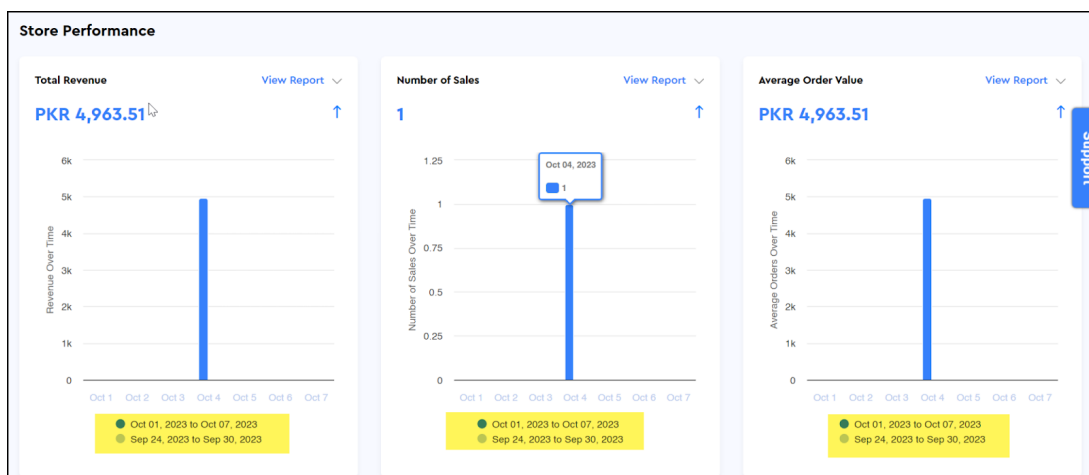 Store Performance
Total Revenue
View Report
PKR 4,963.51
6k
5k
4k
3k
2k
1k
0
Revenue Over Time
Oct 1 Oct 2 Oct 3 Oct 4 Oct 5 Oct 6 Oct 7
Oct 01, 2023 to Oct 07, 2023
Sep 24, 2023 to Sep 30, 2023
Number of Sales
View Report
1
1.25
1
0.75
0.5
0.25
0
Number of Sales Over Time
Oct 04, 2023
1
Oct 1 Oct 2 Oct 3 Oct 4 Oct 5 Oct 6 Oct 7
Oct 01, 2023 to Oct 07, 2023
Sep 24, 2023 to Sep 30, 2023
Average Order Value
View Report
PKR 4,963.51
6k
5k
4k
3k
2k
1k
0
Average Orders Over Time
Oct 1 Oct 2 Oct 3 Oct 4 Oct 5 Oct 6 Oct 7
Oct 01, 2023 to Oct 07, 2023
Sep 24, 2023 to Sep 30, 2023
Support